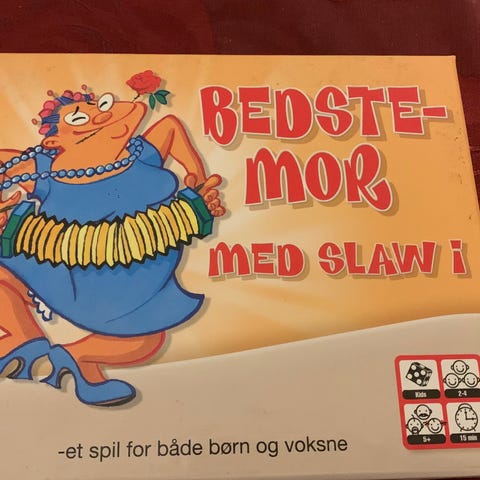 BEDSTE-
MOR
MED SLAW i
-et spil for både børn og voksne
Kids
2-4
5+
15 min